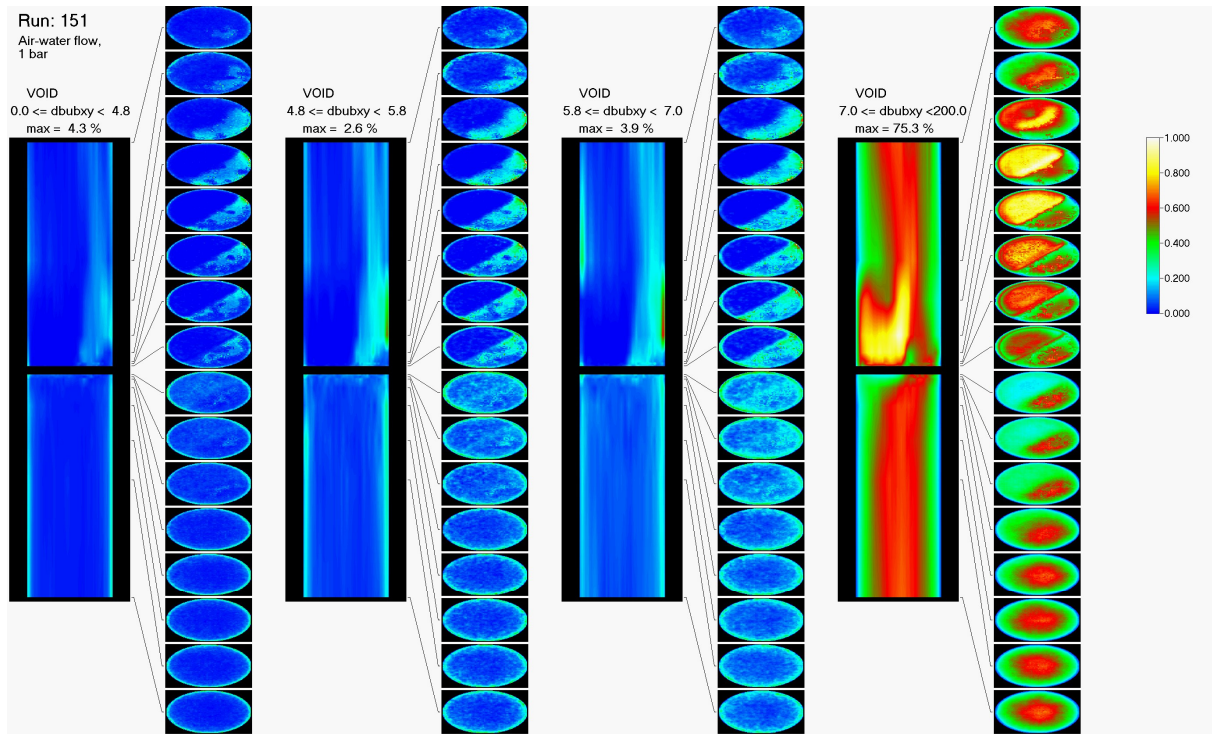 Run: 151
Air-water flow,
1 bar
VOID
0.0 <= dbubxy < 4.8
max = 4.3 %
VOID
4.8 <= dbubxy < 5.8
max = 2.6 %
VOID
5.8 <= dbubxy < 7.0
max = 3.9 %
VOID
7.0 <= dbubxy <200.0
max = 75.3 %
1.000
0.800
0.600
0.400
0.200
0.000